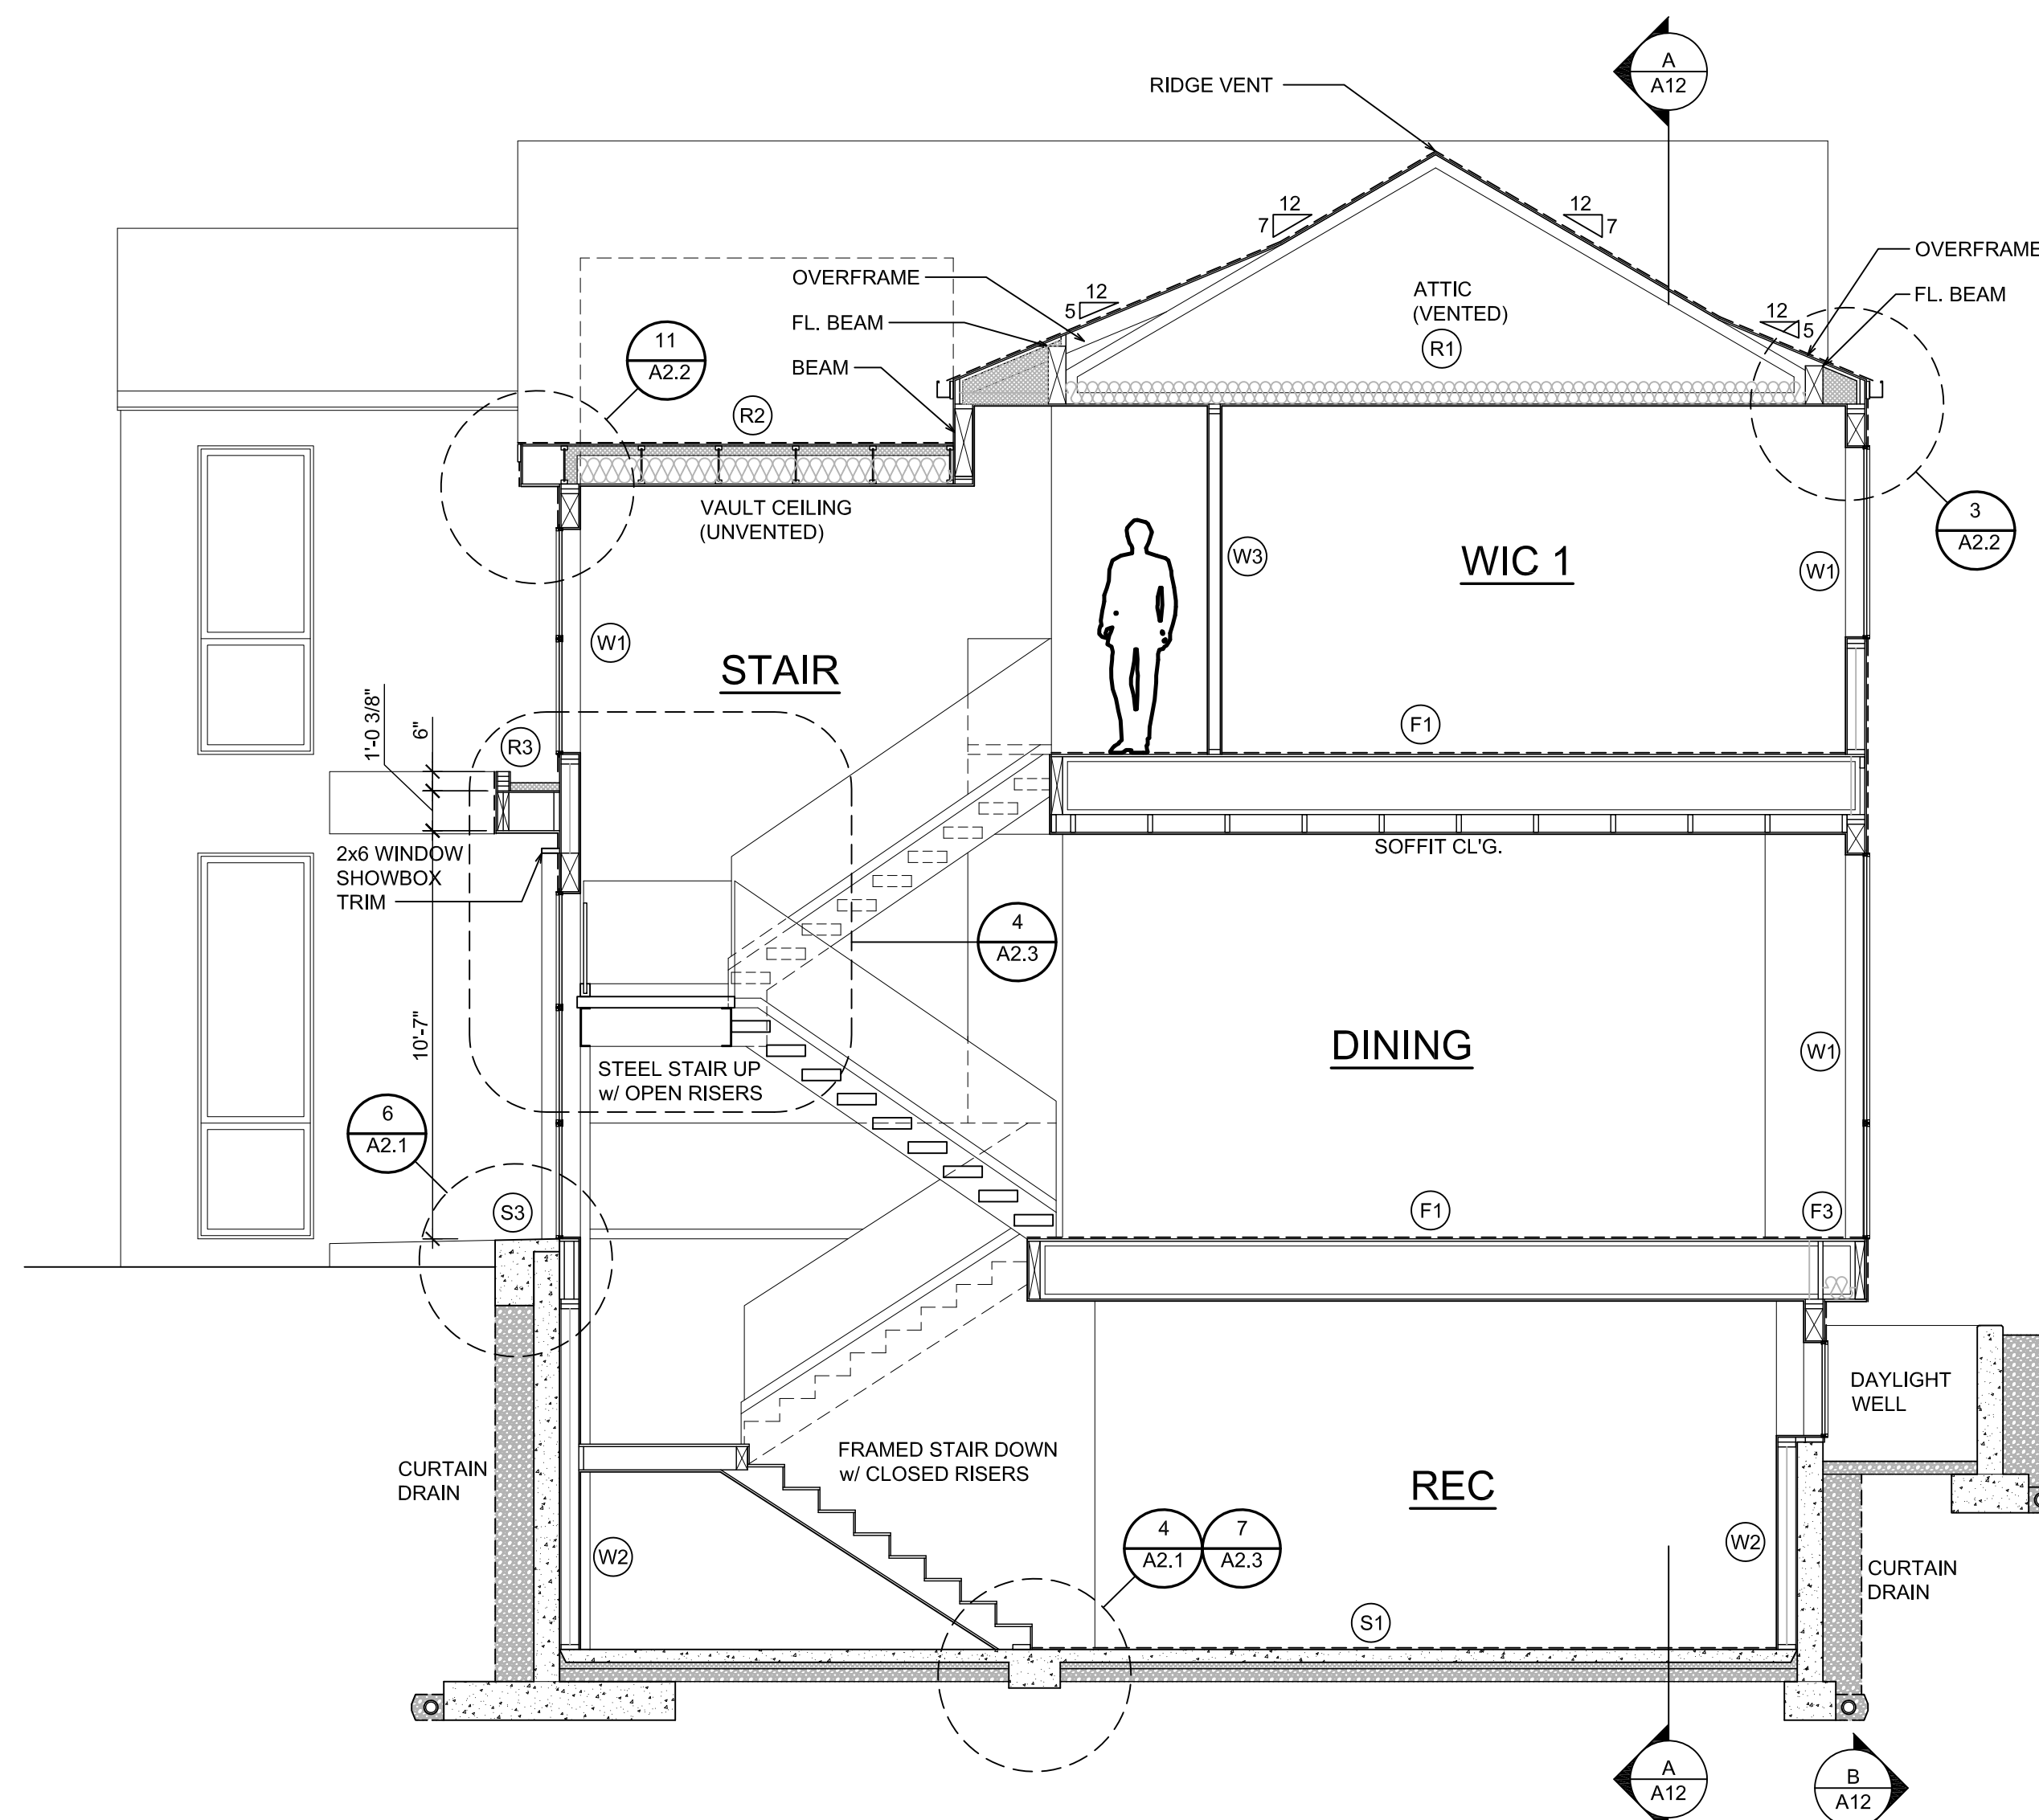 A
A12
RIDGE VENT
12
7
12
7
OVERFRAME
OVERFRAME
12
5
ATTIC
(VENTED)
R1
FL. BEAM
12
5
FL. BEAM
11
A2.2
BEAM
R2
VAULT CEILING
(UNVENTED)
3
A2.2
W3
WIC 1
W1
W1
STAIR
1'-0 3/8"
6"
R3
F1
2x6 WINDOW
SHOWBOX
TRIM
SOFFIT CL'G.
4
A2.3
10'-7"
STEEL STAIR UP
w/ OPEN RISERS
DINING
W1
6
A2.1
S3
F1
F3
DAYLIGHT
WELL
CURTAIN
DRAIN
FRAMED STAIR DOWN
w/ CLOSED RISERS
REC
4
A2.1
7
A2.3
W2
W2
CURTAIN
DRAIN
S1
A
A12
B
A12